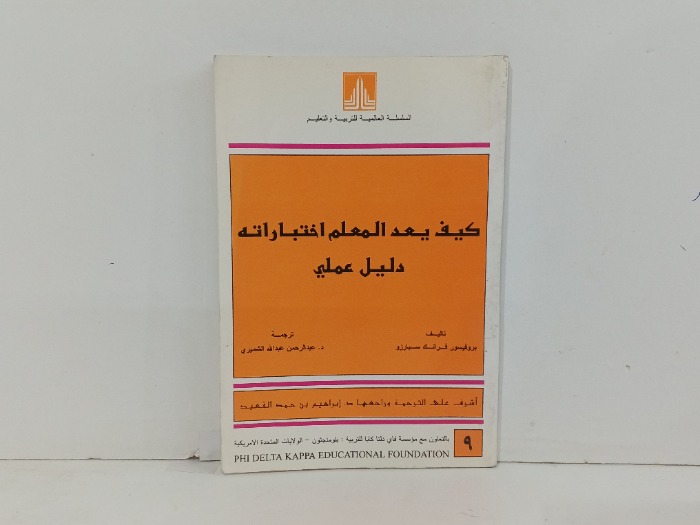 السلسلة العالمية للتربية والتعليم
كيف يعد المعلم اختباراته
دليل عملي
تأليف
بروفيسور فرانك سبارزو
ترجمة
د. عبدالرحمن عبدالله الشميري
أشرف على الترجمة وراجعها د. إبراهيم بن حمد القعيد
بالتعاون مع مؤسسة فاي دلتا كابا للتربية : بلومنجتون - الولايات المتحدة الأمريكية
PHI DELTA KAPPA EDUCATIONAL FOUNDATION
٩